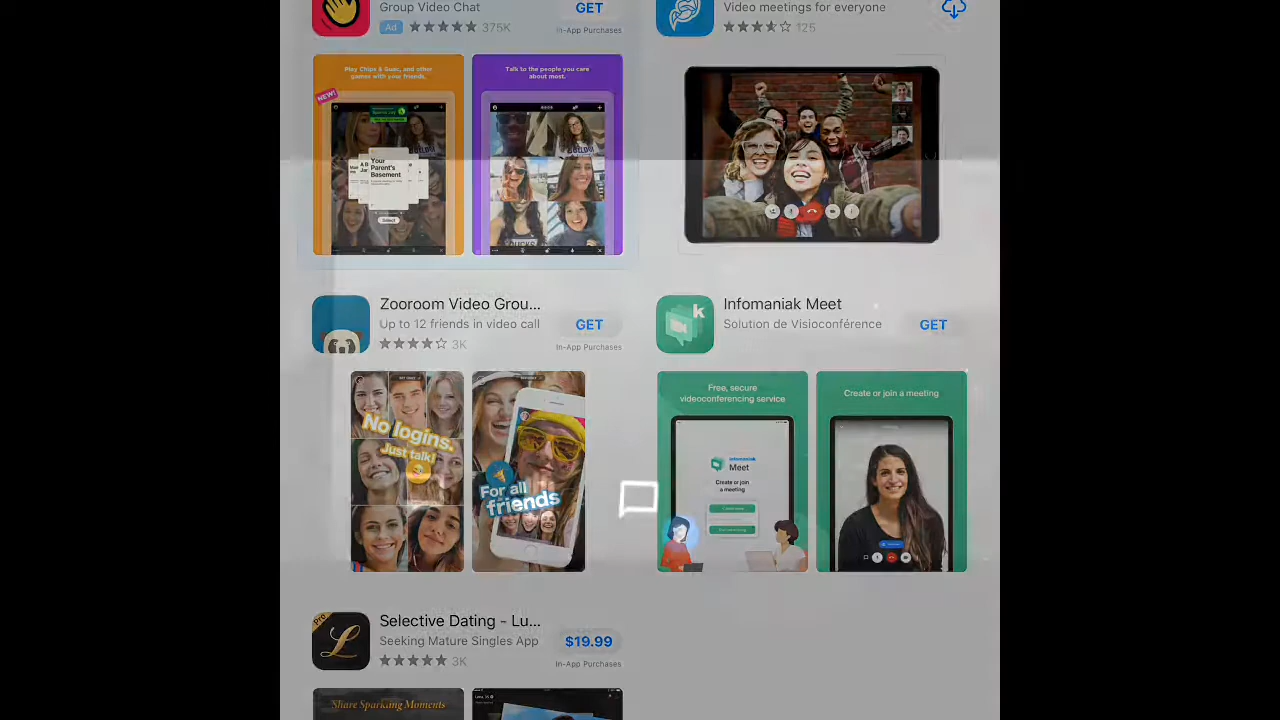 Group Video Chat
GET
Ad
375K
In-App Purchases
Play Chips & Guac, and other
games with your friends.
NEW!
Your
Parent's
Basement
Select
Talk to the people you care
about most.
Video meetings for everyone
125
Zooroom Video Grou...
Up to 12 friends in video call
3K
GET
In-App Purchases
No logins.
Just talk!
For all
friends
Infomaniak Meet
Solution de Visioconférence
GET
k
Free, secure
videoconferencing service
infomaniak
Meet
Create or join
a meeting
Create or join a meeting
Pro
L
Selective Dating - Lu...
Seeking Mature Singles App
3K
$19.99
In-App Purchases
Share Sparkling Moments